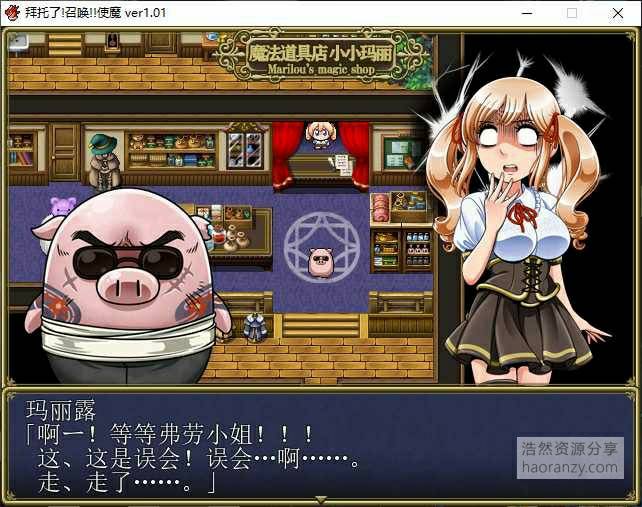 拜托了!召唤!!使魔 ver1.01
魔法道具店 小小玛丽
Marilou's magic shop
玛丽露
「啊一！等等弗劳小姐！！！
这、这是误会！误会…啊……。
走、走了……。」
浩然资源分享
haoranzy.com